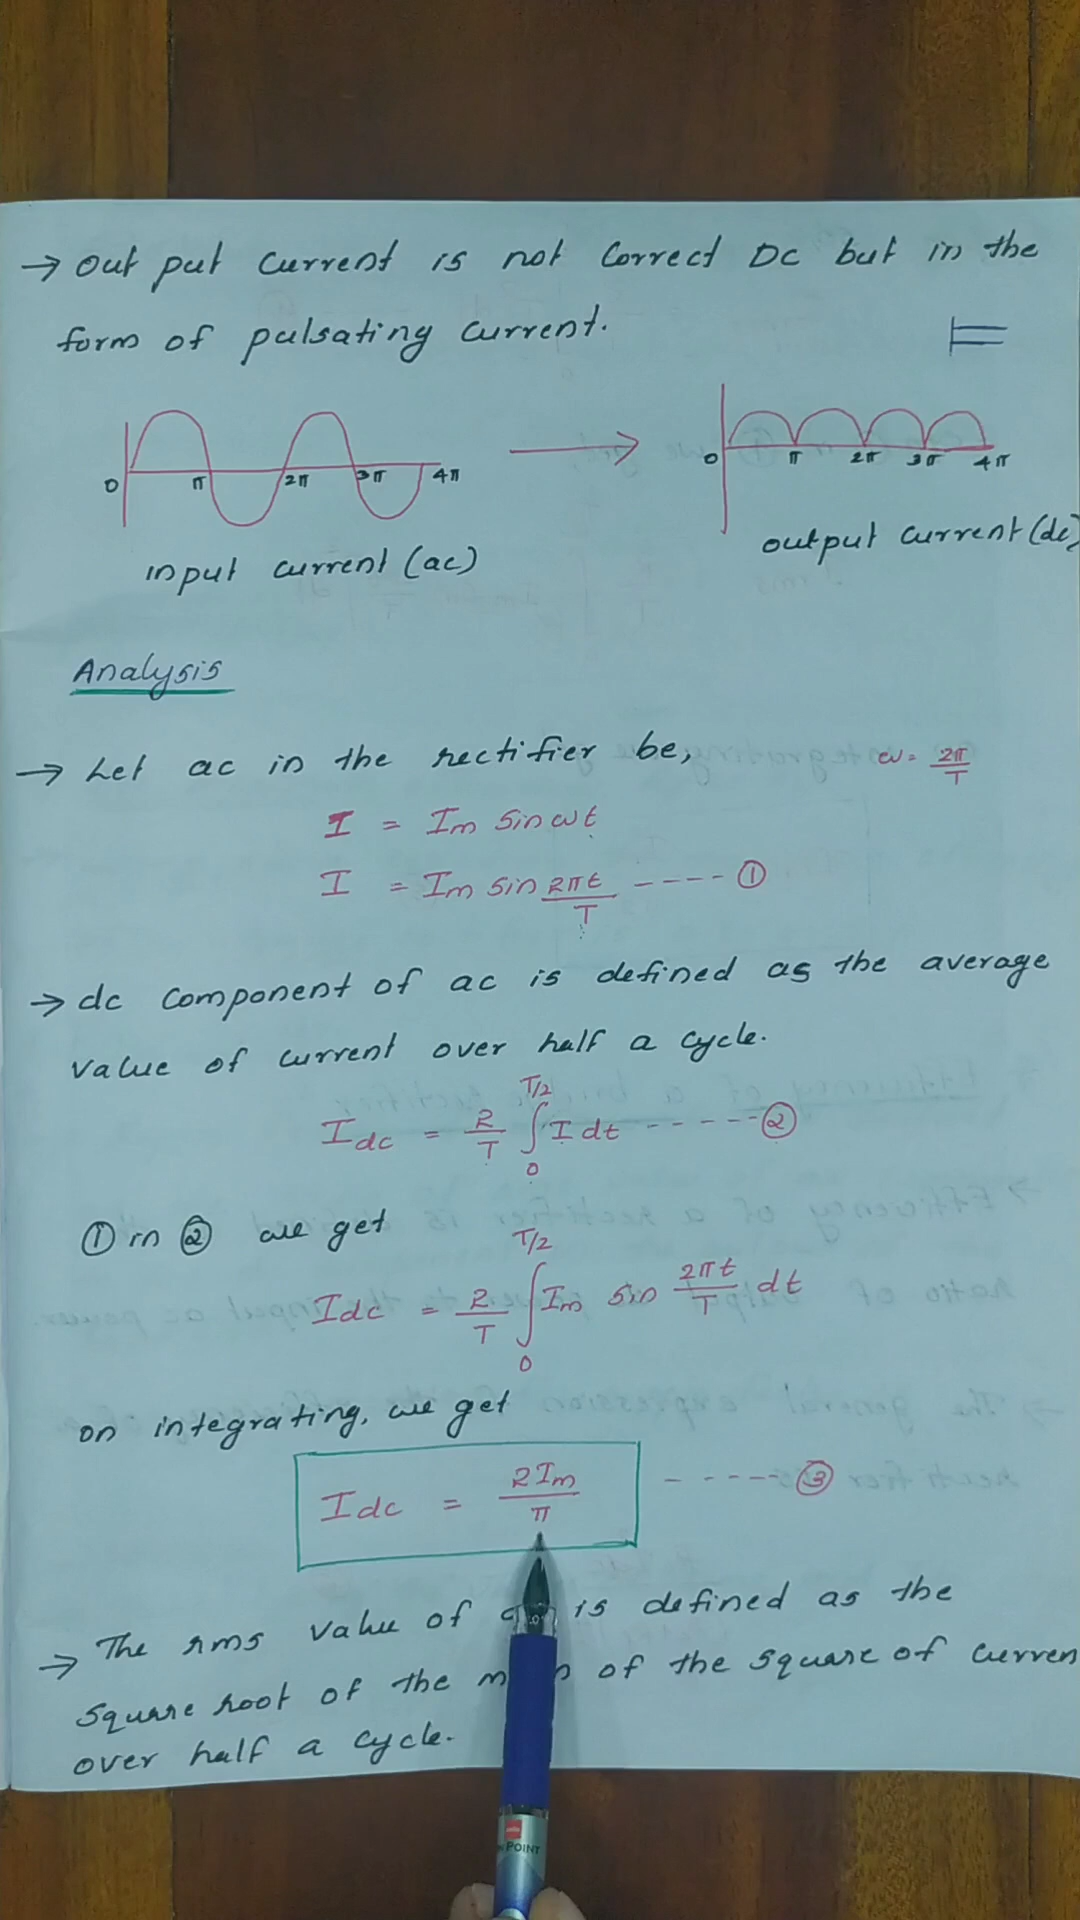 → out put current is not correct Dc but in the
form of pulsating current.
0 π 2π 3π 4π
0 π 2π 3π 4π
input current (ac)
output current (dc)
Analysis
→ Let ac in the rectifier be, ω = 2π/T
I = Im sin ωt
I = Im sin 2πt/T ---- ①
→ dc component of ac is defined as the average
value of current over half a cycle.
Idc = 2/T ∫₀^T/2 I dt ------ ②
① in ② we get
Idc = 2/T ∫₀^T/2 Im sin 2πt/T dt
on integrating, we get
Idc = 2Im/π ------ ③
→ The rms value of is defined as the
square root of the of the square of curren
over half a cycle.
POINT